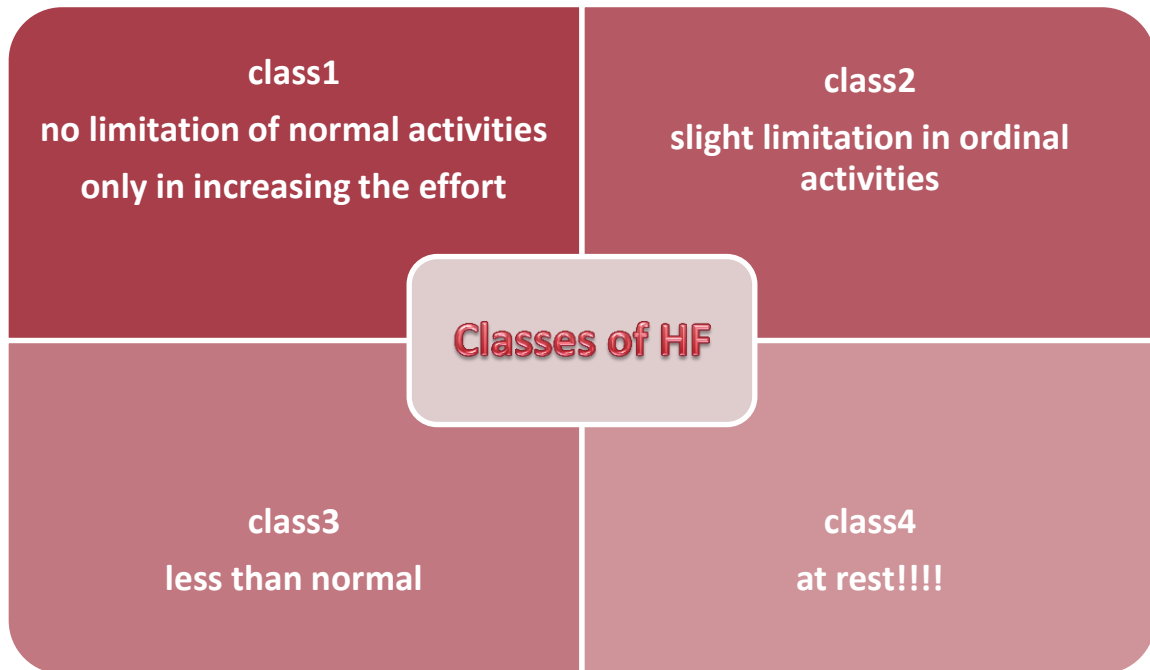 class1
no limitation of normal activities
only in increasing the effort
class2
slight limitation in ordinal
activities
Classes of HF
class3
less than normal
class4
at rest!!!!